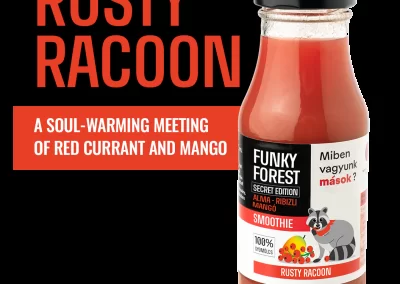 RUSTY
RACOON
A SOUL-WARMING MEETING
OF RED CURRANT AND MANGO
FUNKY
FOREST
SECRET EDITION
ALMA - RIBIZLI
MANGÓ
SMOOTHIE
100%
GYÜMÖLCS
Miben
vagyunk
mások?
RUSTY RACOON